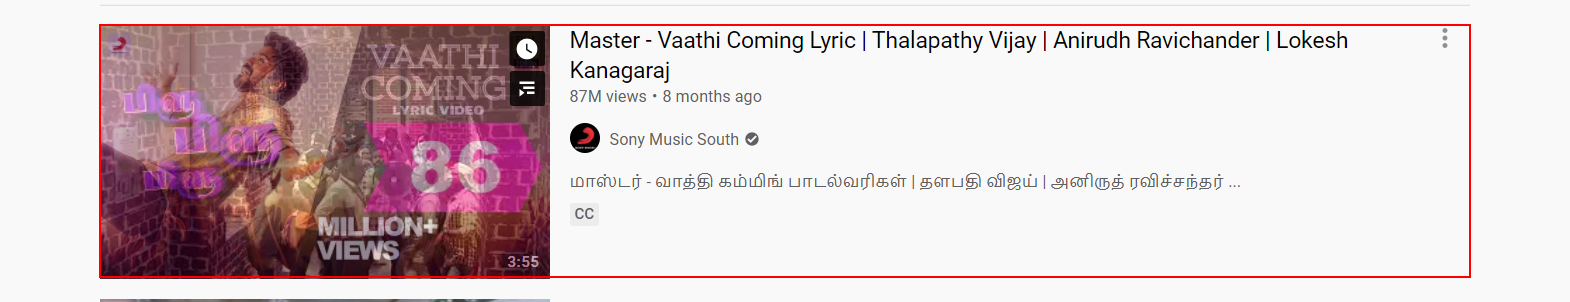 VAATHI
COMING
LYRIC VIDEO
86
MILLION+
VIEWS
3:55
Master - Vaathi Coming Lyric | Thalapathy Vijay | Anirudh Ravichander | Lokesh
Kanagaraj
87M views • 8 months ago
Sony Music South
மாஸ்டர் - வாத்தி கம்மிங் பாடல்வரிகள் | தளபதி விஜய் | அனிருத் ரவிச்சந்தர் ...
CC